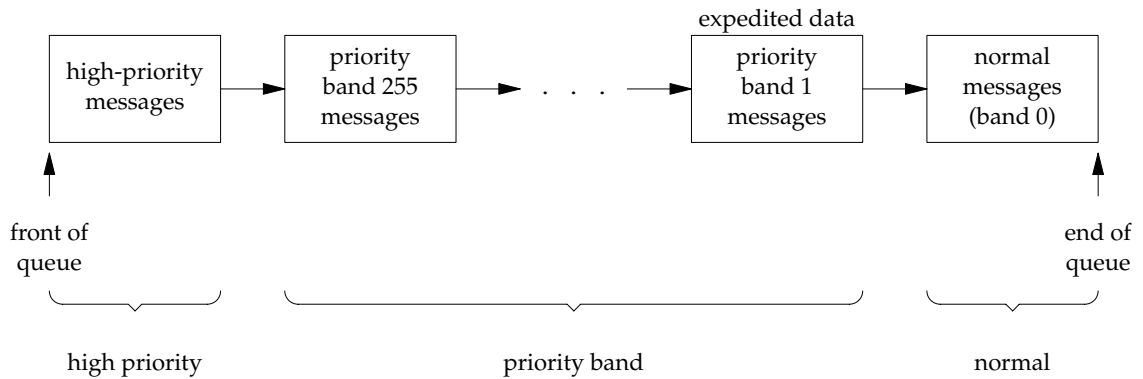 expedited data
high-priority
messages
priority
band 255
messages
. . .
priority
band 1
messages
normal
messages
(band 0)
front of
queue
end of
queue
high priority
priority band
normal